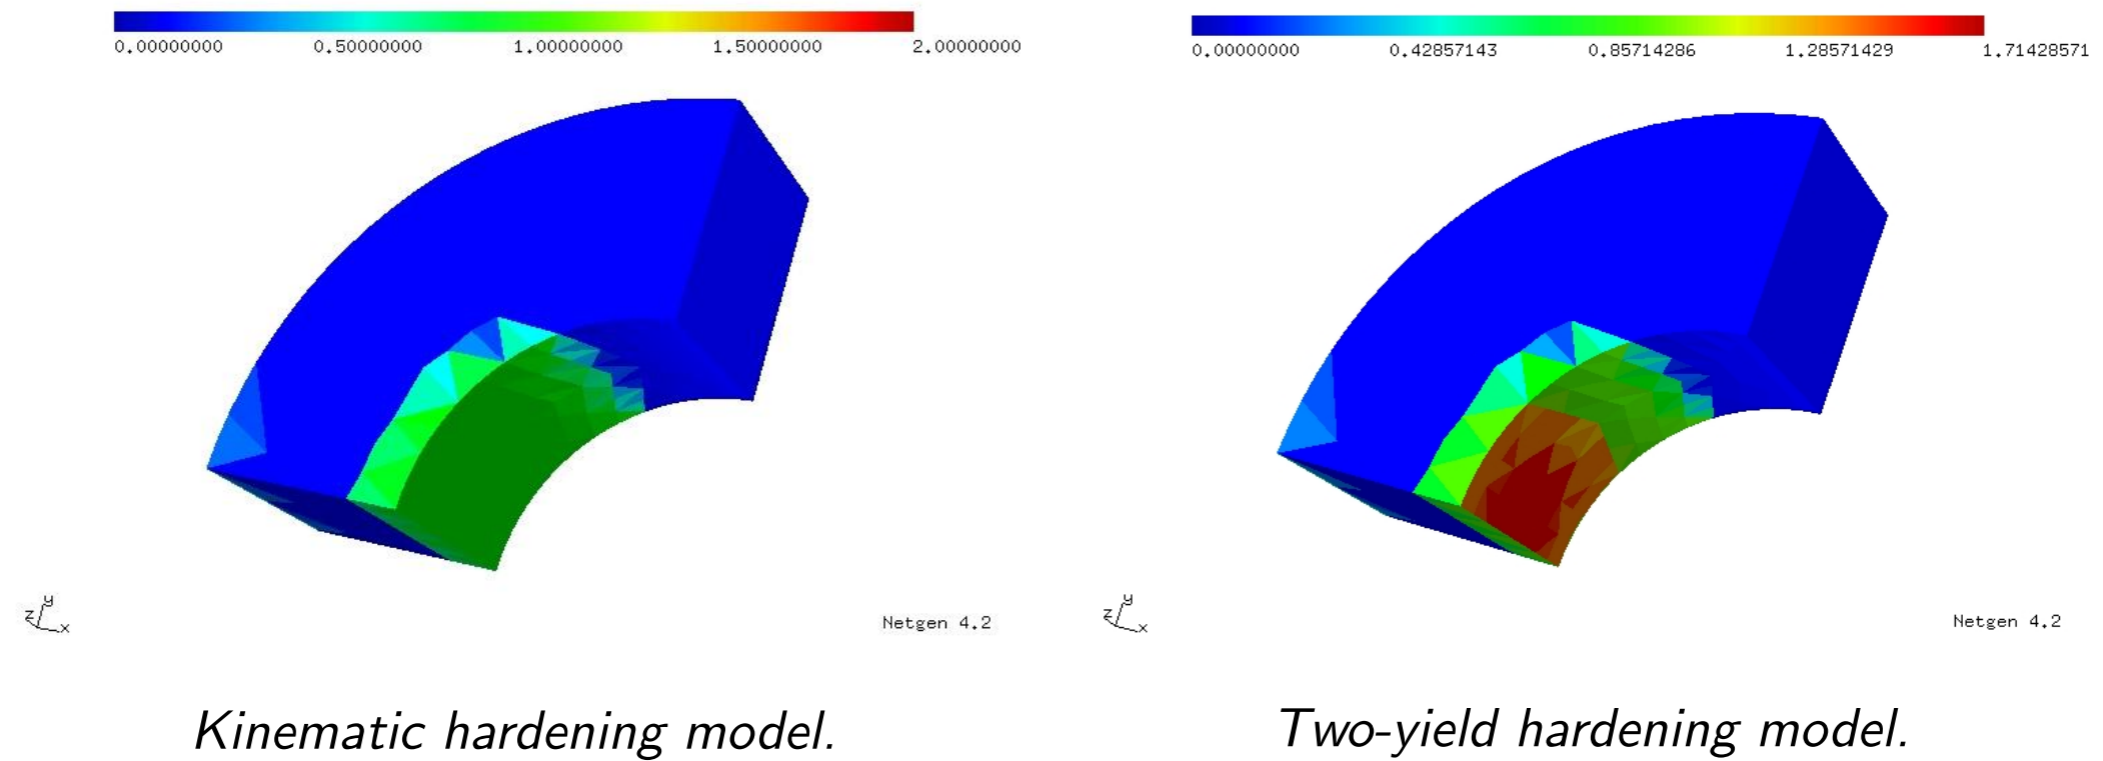 0.00000000 0.50000000 1.00000000 1.50000000 2.00000000
y
z x
Netgen 4.2
Kinematic hardening model.
0.00000000 0.42857143 0.85714286 1.28571429 1.71428571
y
z x
Netgen 4.2
Two-yield hardening model.